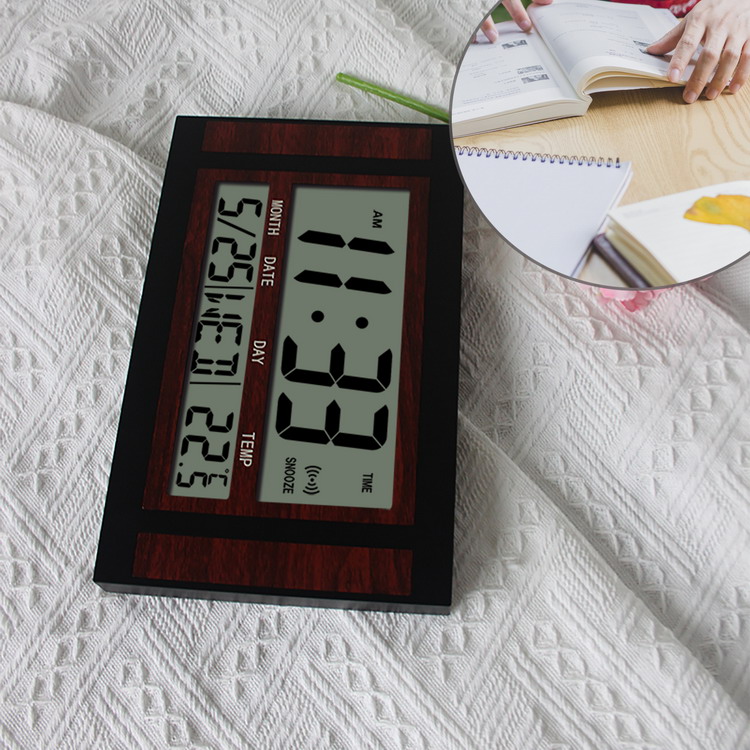 AM TIME
11:33
SNOOZE
MONTH DATE DAY TEMP
5/25 WED 22.5°C